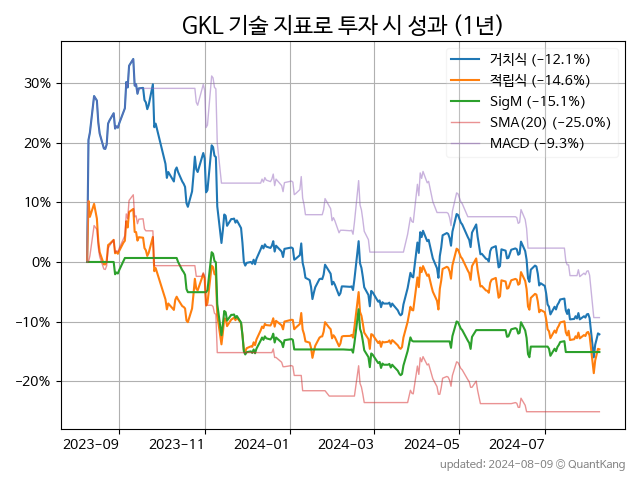 GKL 기술 지표로 투자 시 성과 (1년)
거치식 (−12.1%)
적립식 (−14.6%)
SigM (−15.1%)
SMA(20) (−25.0%)
MACD (−9.3%)
30%
20%
10%
0%
−10%
−20%
2023-09 2023-11 2024-01 2024-03 2024-05 2024-07
updated: 2024-08-09 © QuantKang